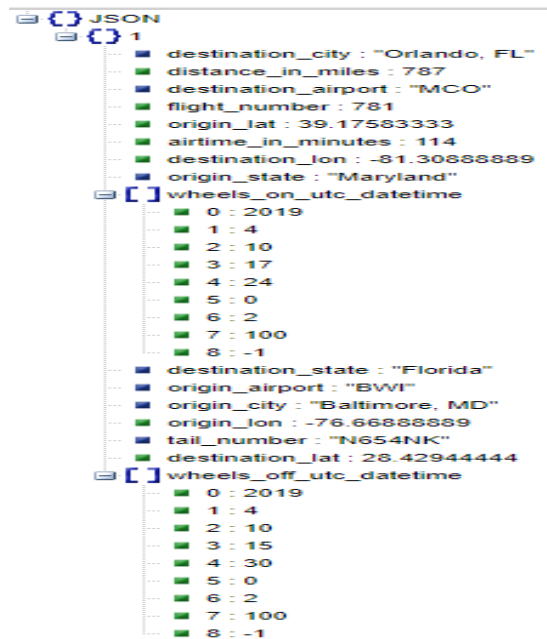 JSON
1
destination_city : "Orlando, FL"
distance_in_miles : 787
destination_airport : "MCO"
flight_number : 781
origin_lat : 39.17583333
airtime_in_minutes : 114
destination_lon : -81.30888889
origin_state : "Maryland"
wheels_on_utc_datetime
0 : 2019
1 : 4
2 : 10
3 : 17
4 : 24
5 : 0
6 : 2
7 : 100
8 : -1
destination_state : "Florida"
origin_airport : "BWI"
origin_city : "Baltimore, MD"
origin_lon : -76.66888889
tail_number : "N654NK"
destination_lat : 28.42944444
wheels_off_utc_datetime
0 : 2019
1 : 4
2 : 10
3 : 15
4 : 30
5 : 0
6 : 2
7 : 100
8 : -1